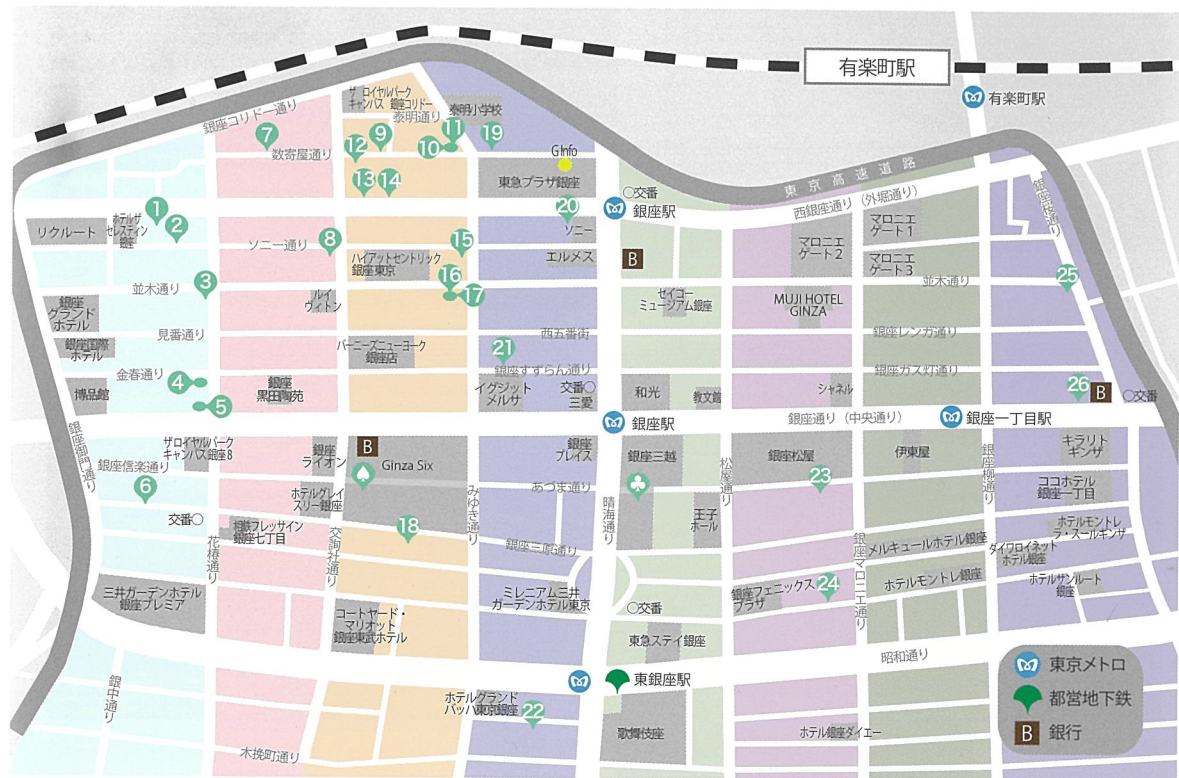 有楽町駅
有楽町駅
ザ ロイヤルパーク
キャンバス 銀座コリドー
泰明通り
泰明小学校
銀座コリドー
7
数寄屋通り
12
9
10
11
19
G Info
13
14
東急プラザ銀座
○交番
東京高速道路
西銀座通り（外堀通り）
銀座駅
1
2
リクルート
ホテルザ
セレスティン
銀座
ソニー通り
8
15
20
ソニー
エルメス
B
マロニエ
ゲート1
マロニエ
ゲート2
マロニエ
ゲート3
ハイアットセントリック
銀座東京
3
16
17
並木通り
並木通り
25
銀座
グランド
ホテル
ルイ
ヴィトン
セイコー
ミュージアム銀座
MUJI HOTEL
GINZA
見番通り
西五番街
銀座レンガ通り
銀座国際
ホテル
バーニーズニューヨーク
銀座店
21
銀座すずらん通り
銀座ガス灯通り
金春通り
4
5
博品館
イグジット
メルサ
交番○
三愛
和光
教文館
シャネル
26
B
○交番
銀座駅
銀座通り（中央通り）
銀座一丁目駅
銀座御門通り
ザ ロイヤルパーク
キャンバス 銀座8
銀座
ライオン
B
Ginza Six
銀座
プレイス
銀座三越
松屋通り
銀座松屋
伊東屋
銀座柳通り
キラリト
ギンザ
銀座信楽通り
6
ホテルグレイ
スリー銀座
みゆき通り
あづま通り
晴海通り
23
ココホテル
銀座一丁目
交番○
18
王子
ホール
相鉄フレッサイン
銀座七丁目
交詢社通り
花椿通り
銀座三原通り
銀座マロニエ通り
メルキュールホテル銀座
ホテルモントレ
ラ・スールギンザ
ダイワロイネット
ホテル銀座
三井ガーデンホテル
銀座プレミア
ミレニアム三井
ガーデンホテル東京
銀座フェニックス
プラザ
24
ホテルモントレ銀座
ホテルサンルート
銀座
コートヤード・
マリオット
銀座東武ホテル
○交番
東急ステイ銀座
昭和通り
東京メトロ
都営地下鉄
B
銀行
銀中通り
東銀座駅
ホテルグランド
バッハ東京銀座
22
歌舞伎座
ホテル銀座ダイエー
木挽町通り